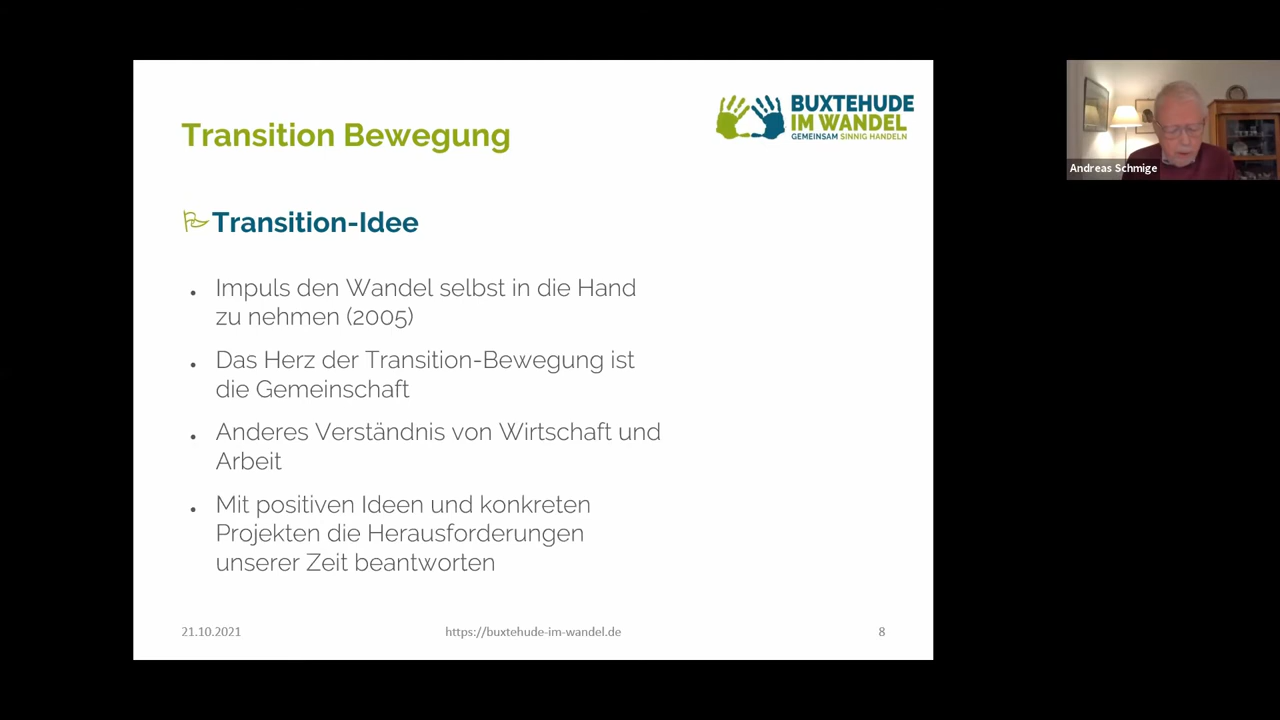 Transition Bewegung
BUXTEHUDE
IM WANDEL
GEMEINSAM SINNIG HANDELN
Transition-Idee
• Impuls den Wandel selbst in die Hand
zu nehmen (2005)
• Das Herz der Transition-Bewegung ist
die Gemeinschaft
• Anderes Verständnis von Wirtschaft und
Arbeit
• Mit positiven Ideen und konkreten
Projekten die Herausforderungen
unserer Zeit beantworten
21.10.2021
https://buxtehude-im-wandel.de
8
Andreas Schmige